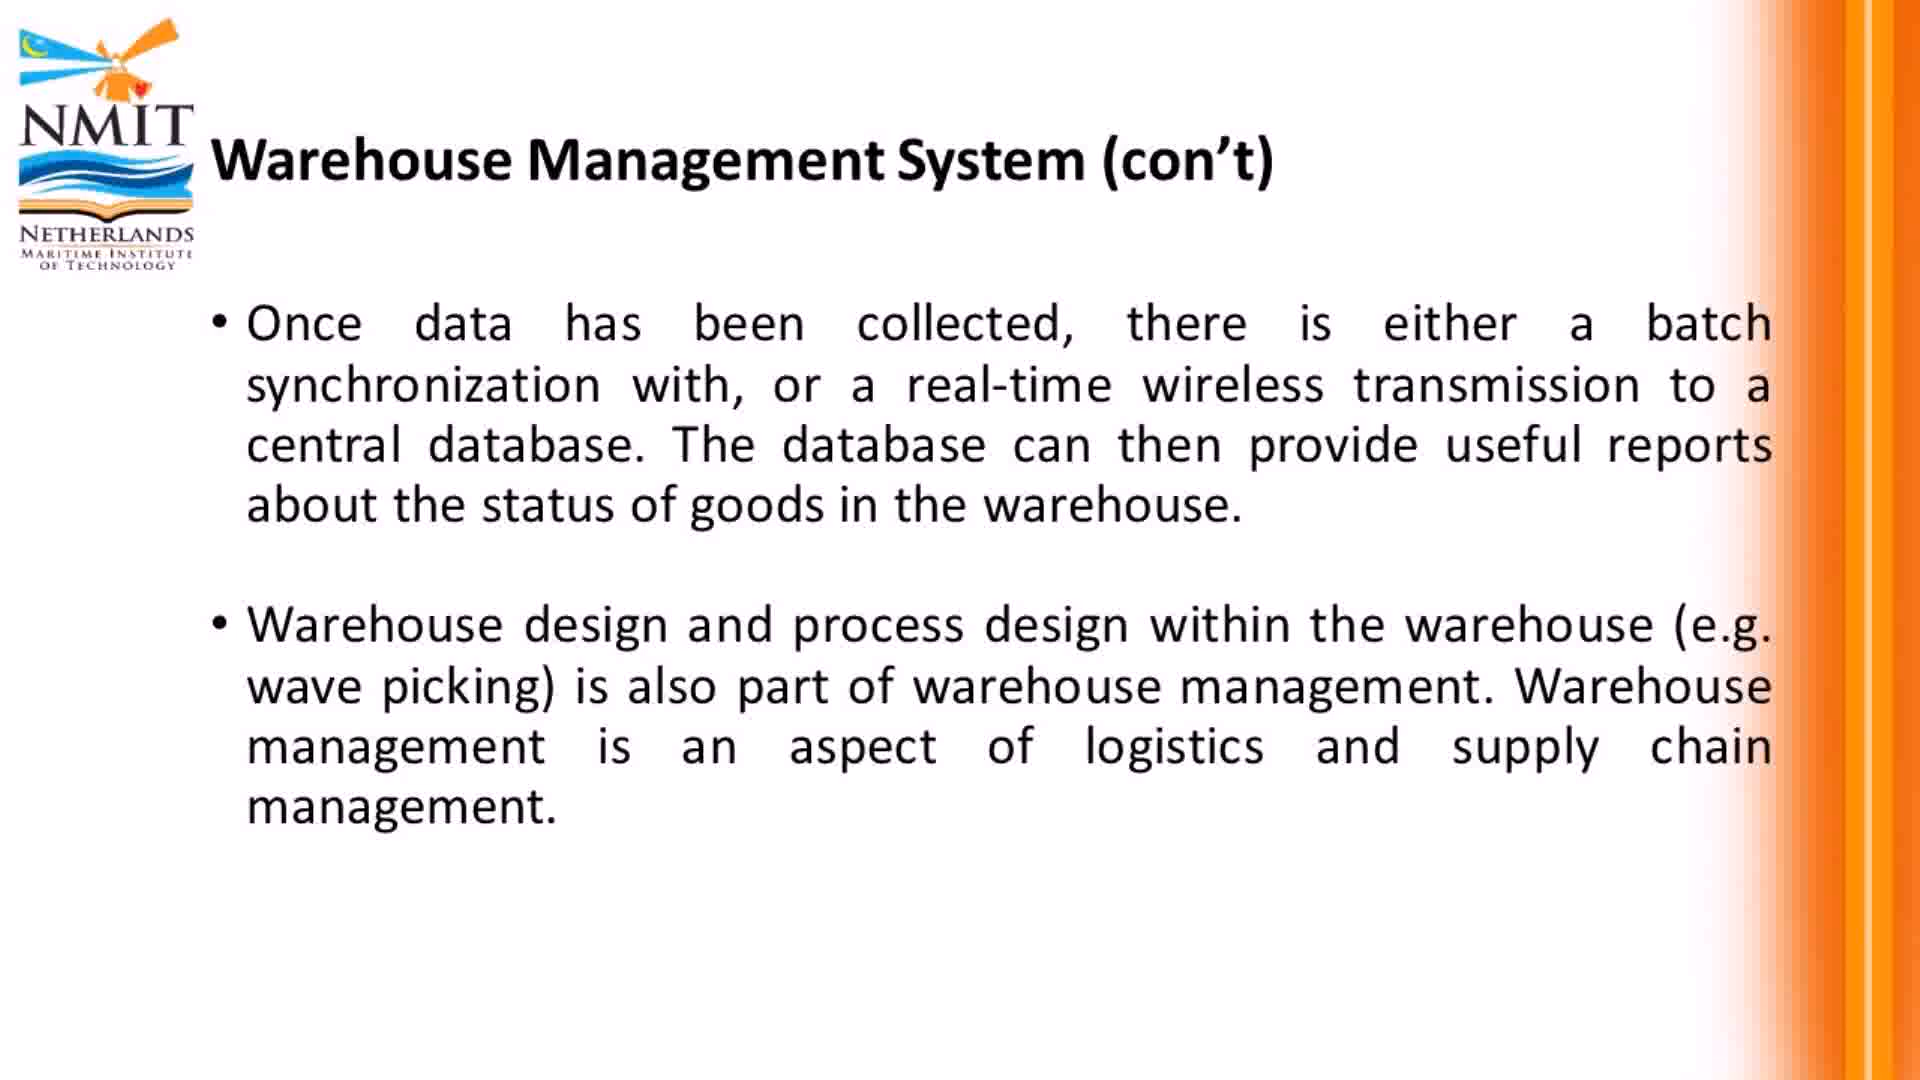 NMIT
NETHERLANDS
MARITIME INSTITUTE
OF TECHNOLOGY
Warehouse Management System (con’t)
• Once data has been collected, there is either a batch
synchronization with, or a real-time wireless transmission to a
central database. The database can then provide useful reports
about the status of goods in the warehouse.
• Warehouse design and process design within the warehouse (e.g.
wave picking) is also part of warehouse management. Warehouse
management is an aspect of logistics and supply chain
management.